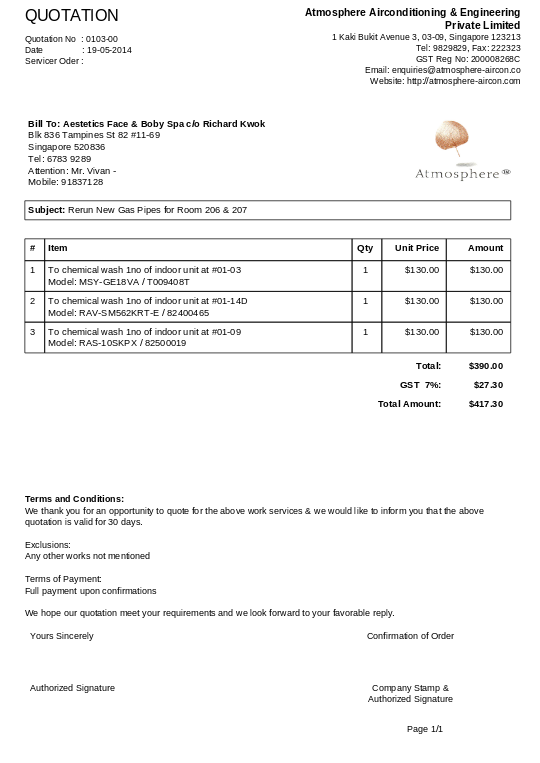 QUOTATION
Atmosphere Airconditioning & Engineering
Private Limited
Quotation No : 0103-00
Date : 19-05-2014
Servicer Oder :
1 Kaki Bukit Avenue 3, 03-09, Singapore 123213
Tel: 9829829, Fax: 222323
GST Reg No: 200008268C
Email: enquiries@atmosphere-aircon.co
Website: http://atmosphere-aircon.com
Bill To: Aestetics Face & Boby Spa c/o Richard Kwok
Blk 836 Tampines St 82 #11-69
Singapore 520836
Tel: 6783 9289
Attention: Mr. Vivan -
Mobile: 91837128
Atmosphere™
Subject: Rerun New Gas Pipes for Room 206 & 207
# Item Qty Unit Price Amount
1 To chemical wash 1no of indoor unit at #01-03 1 $130.00 $130.00
Model: MSY-GE18VA / T009408T
2 To chemical wash 1no of indoor unit at #01-14D 1 $130.00 $130.00
Model: RAV-SM562KRT-E / 82400465
3 To chemical wash 1no of indoor unit at #01-09 1 $130.00 $130.00
Model: RAS-10SKPX / 82500019
Total: $390.00
GST 7%: $27.30
Total Amount: $417.30
Terms and Conditions:
We thank you for an opportunity to quote for the above work services & we would like to inform you that the above
quotation is valid for 30 days.
Exclusions:
Any other works not mentioned
Terms of Payment:
Full payment upon confirmations
We hope our quotation meet your requirements and we look forward to your favorable reply.
Yours Sincerely Confirmation of Order
Authorized Signature Company Stamp &
Authorized Signature
Page 1/1